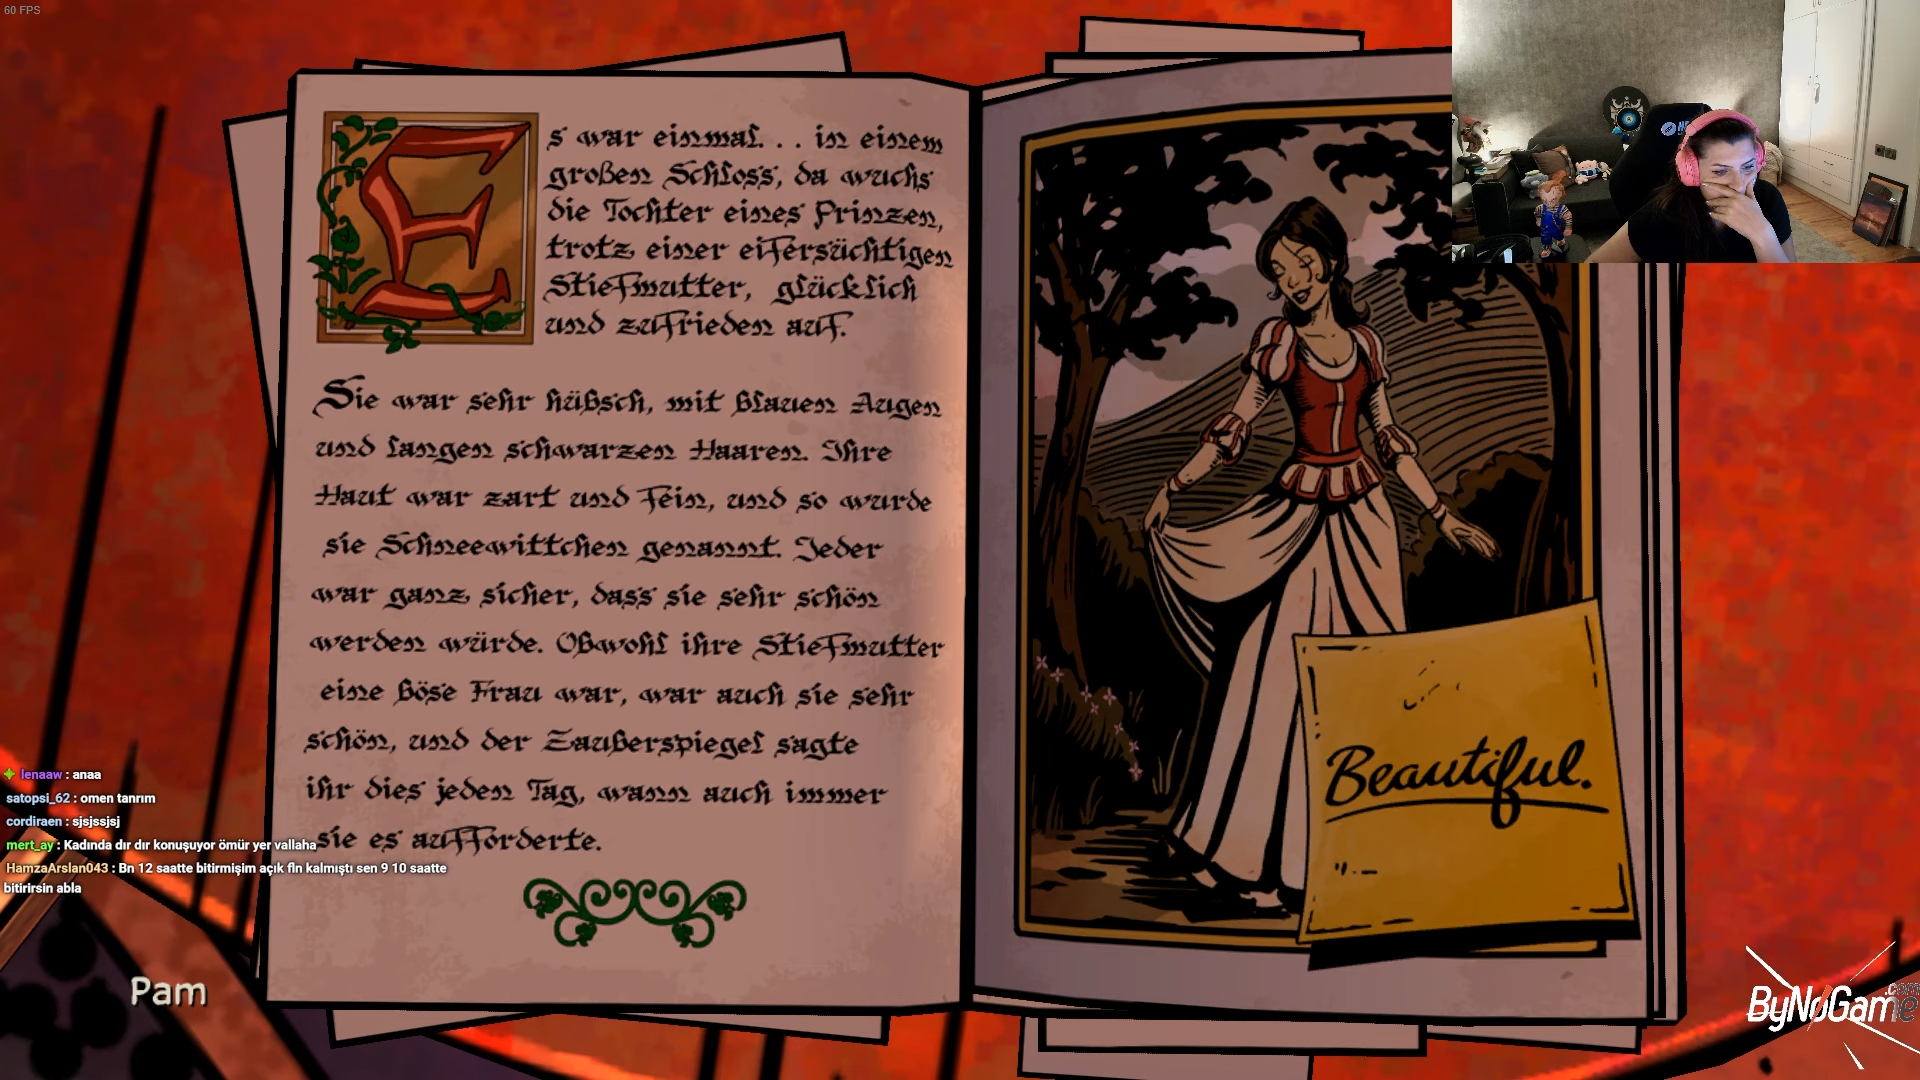 60 FPS
Es war einmal. . . in einem
großen Schloss, da wuchs
die Tochter eines Prinzen,
trotz einer eifersüchtigen
Stiefmutter, glücklich
und zufrieden auf.
Sie war sehr hübsch, mit blauen Augen
und langen schwarzen Haaren. Ihre
Haut war zart und fein, und so wurde
sie Schneewittchen genannt. Jeder
war ganz sicher, dass sie sehr schön
werden würde. Obwohl ihre Stiefmutter
eine böse Frau war, war auch sie sehr
schön, und der Zauberspiegel sagte
ihr dies jeden Tag, wann auch immer
sie es aufforderte.
Beautiful.
lenaaw : anaa
satopsi_62 : omen tanrım
cordiraen : sjsjssjsj
mert_ay : Kadında dır dır konuşuyor ömür yer vallaha
HamzaArslan043 : Bn 12 saatte bitirmişim açık fln kalmıştı sen 9 10 saatte
bitirirsin abla
Pam
ByNoGame.com